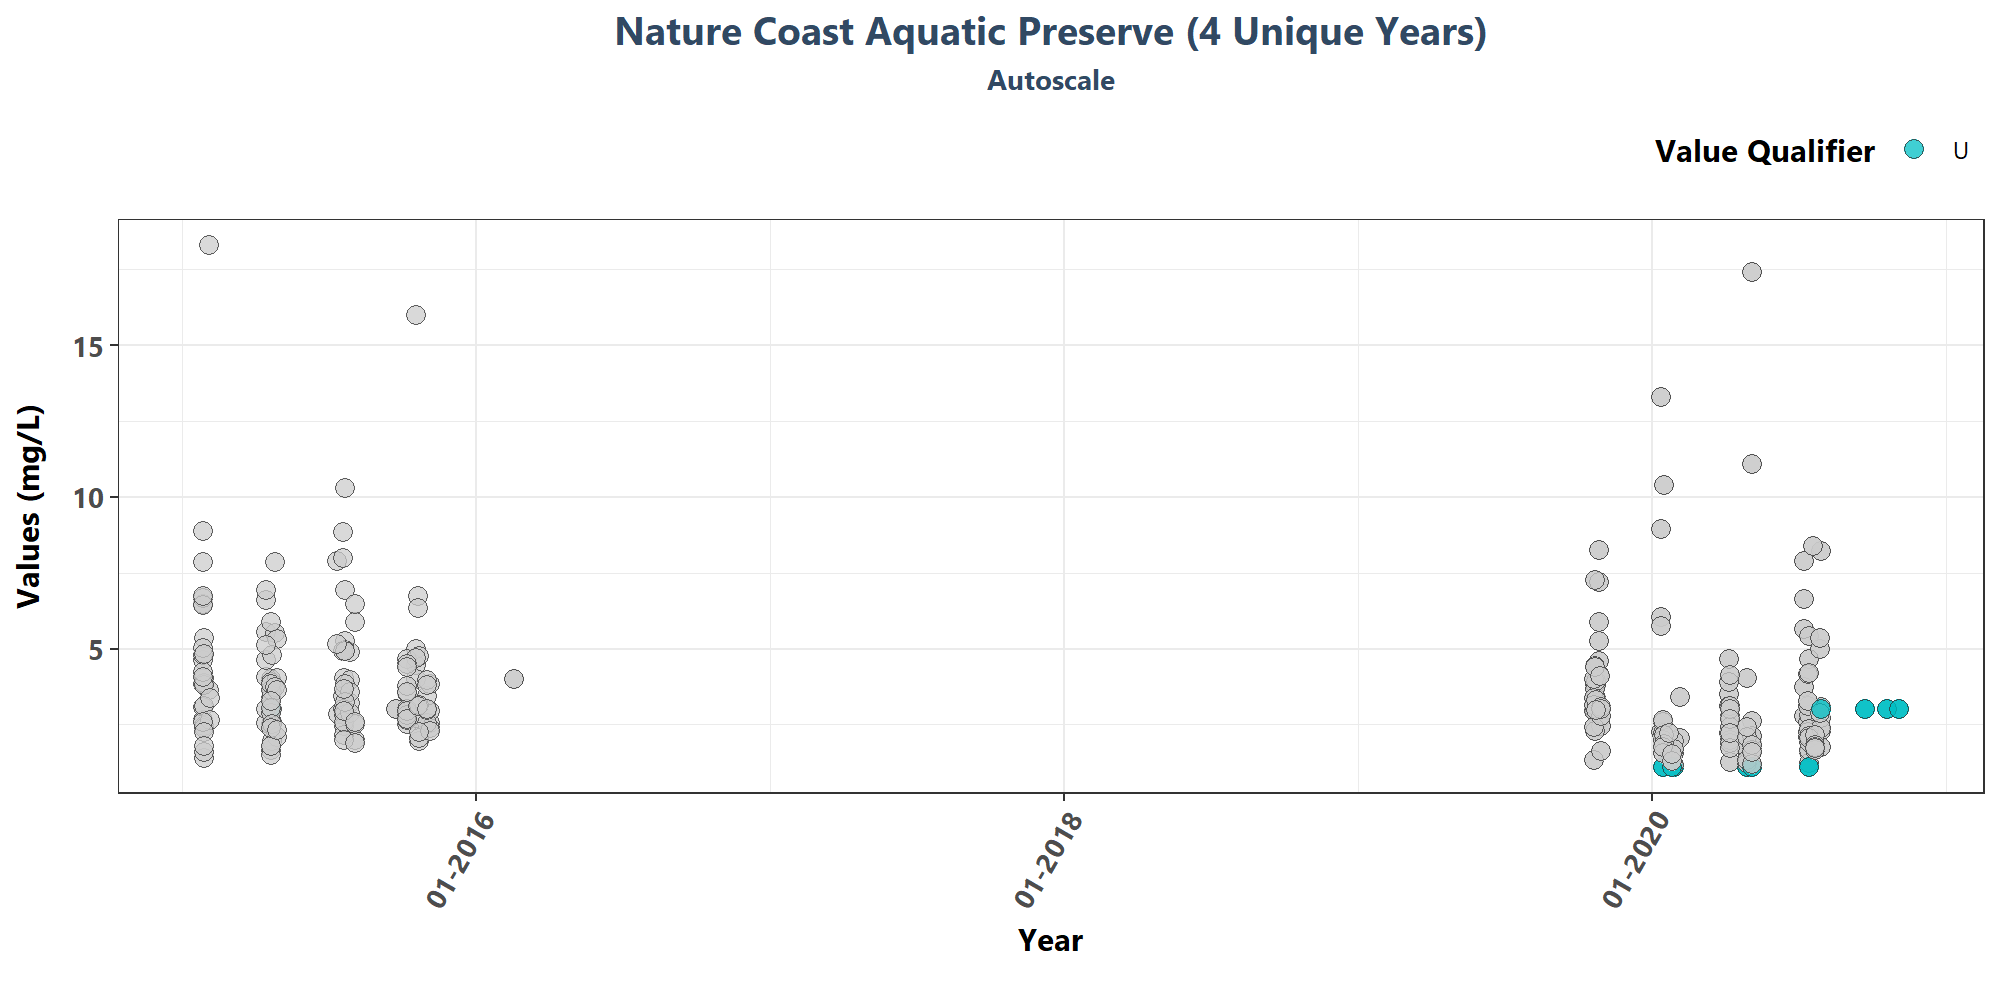 Nature Coast Aquatic Preserve (4 Unique Years)
Autoscale
Value Qualifier U
Values (mg/L)
15
10
5
01-2016
01-2018
01-2020
Year